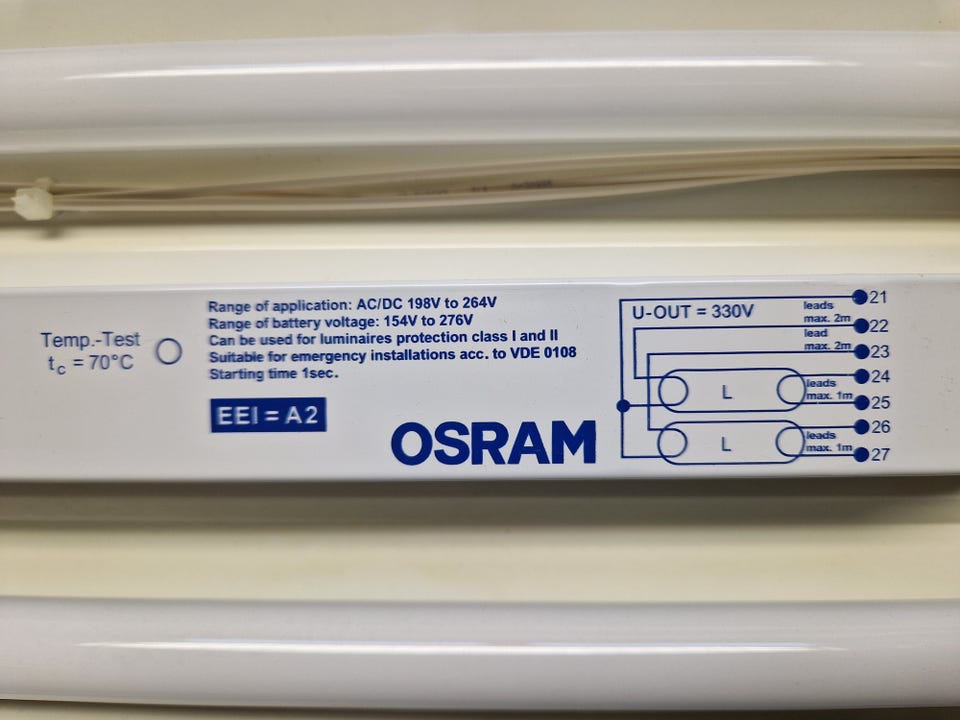 Temp.-Test
tc = 70°C
Range of application: AC/DC 198V to 264V
Range of battery voltage: 154V to 276V
Can be used for luminaires protection class I and II
Suitable for emergency installations acc. to VDE 0108
Starting time 1sec.
EEI = A2
OSRAM
U-OUT = 330V
leads
max. 2m
lead
max. 2m
L
leads
max. 1m
L
leads
max. 1m
21
22
23
24
25
26
27